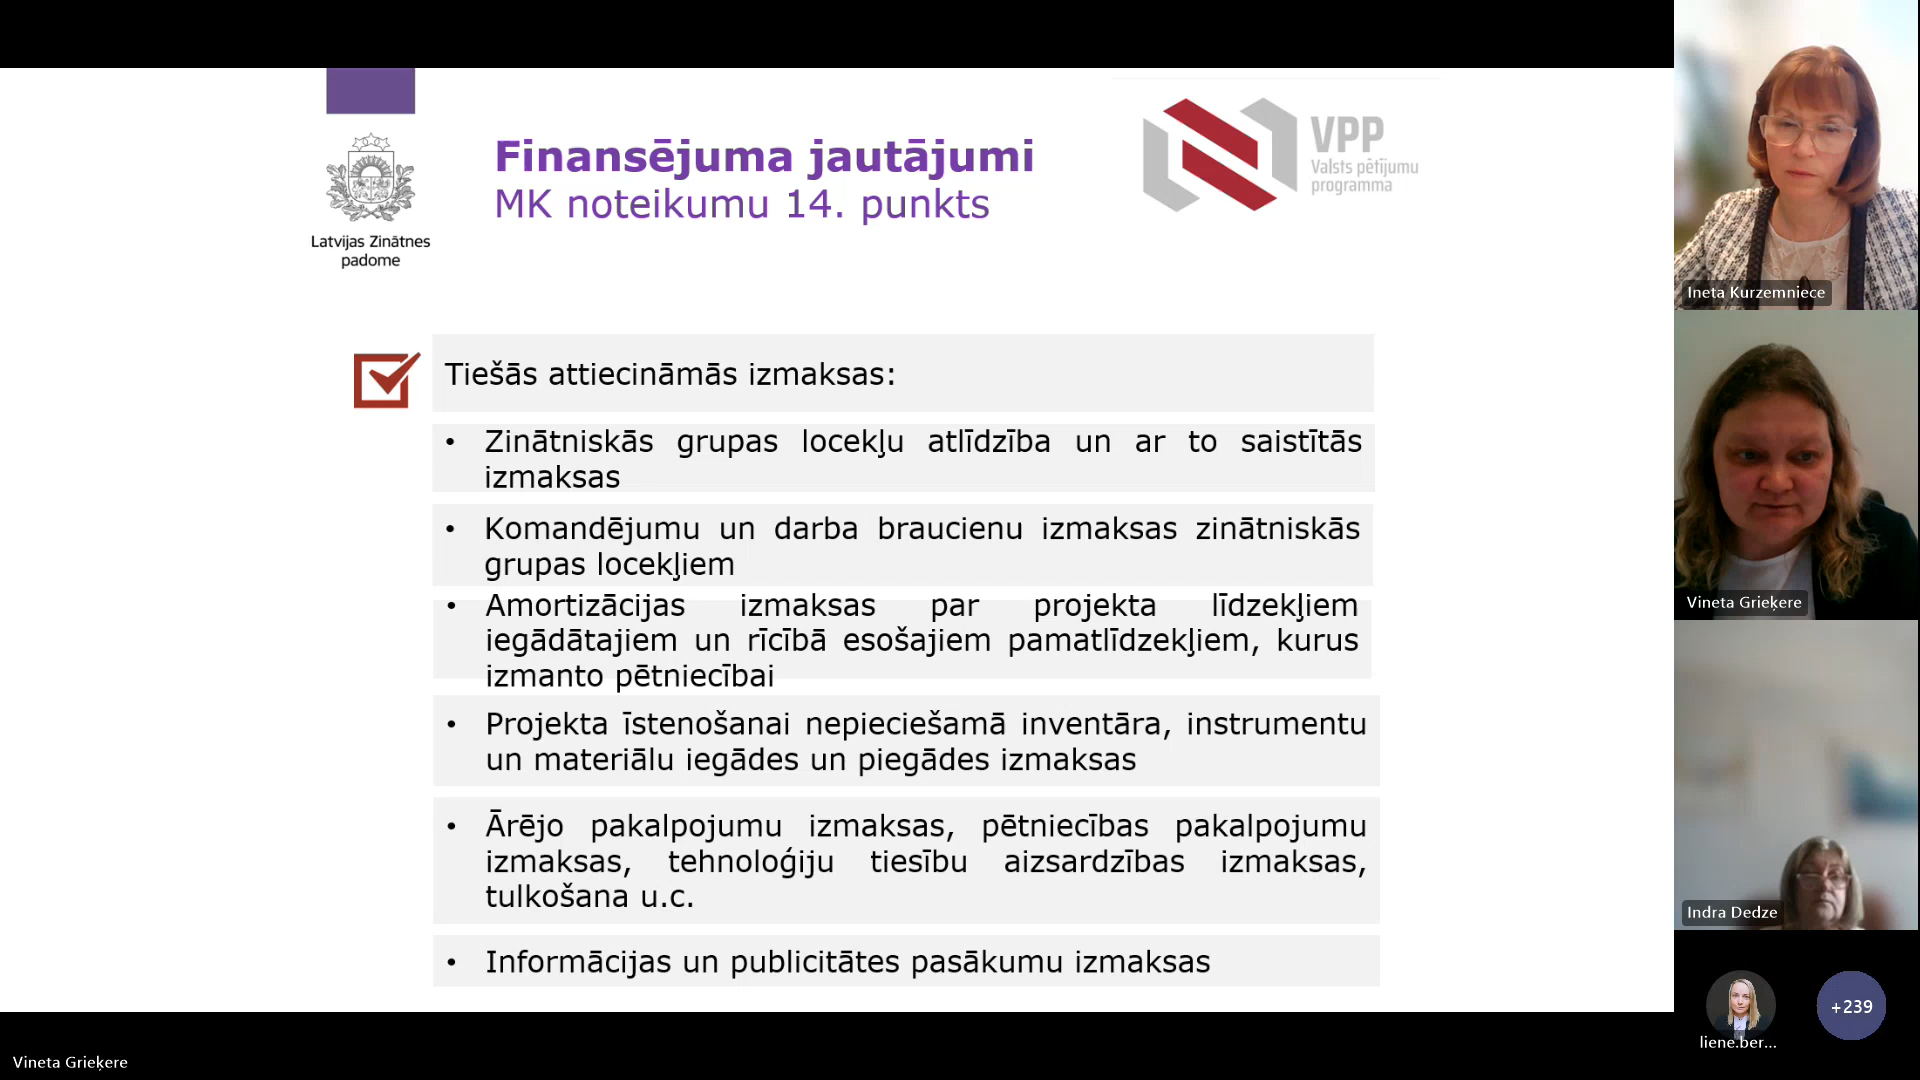 Finansējuma jautājumi
MK noteikumu 14. punkts
Latvijas Zinātnes
padome
VPP
Valsts pētījumu
programma
Tiešās attiecināmās izmaksas:
• Zinātniskās grupas locekļu atlīdzība un ar to saistītās
izmaksas
• Komandējumu un darba braucienu izmaksas zinātniskās
grupas locekļiem
• Amortizācijas izmaksas par projekta līdzekļiem
iegādātajiem un rīcībā esošajiem pamatlīdzekļiem, kurus
izmanto pētniecībai
• Projekta īstenošanai nepieciešamā inventāra, instrumentu
un materiālu iegādes un piegādes izmaksas
• Ārējo pakalpojumu izmaksas, pētniecības pakalpojumu
izmaksas, tehnoloģiju tiesību aizsardzības izmaksas,
tulkošana u.c.
• Informācijas un publicitātes pasākumu izmaksas
Ineta Kurzemniece
Vineta Grieķere
Indra Dedze
liene.ber...
+239
Vineta Grieķere